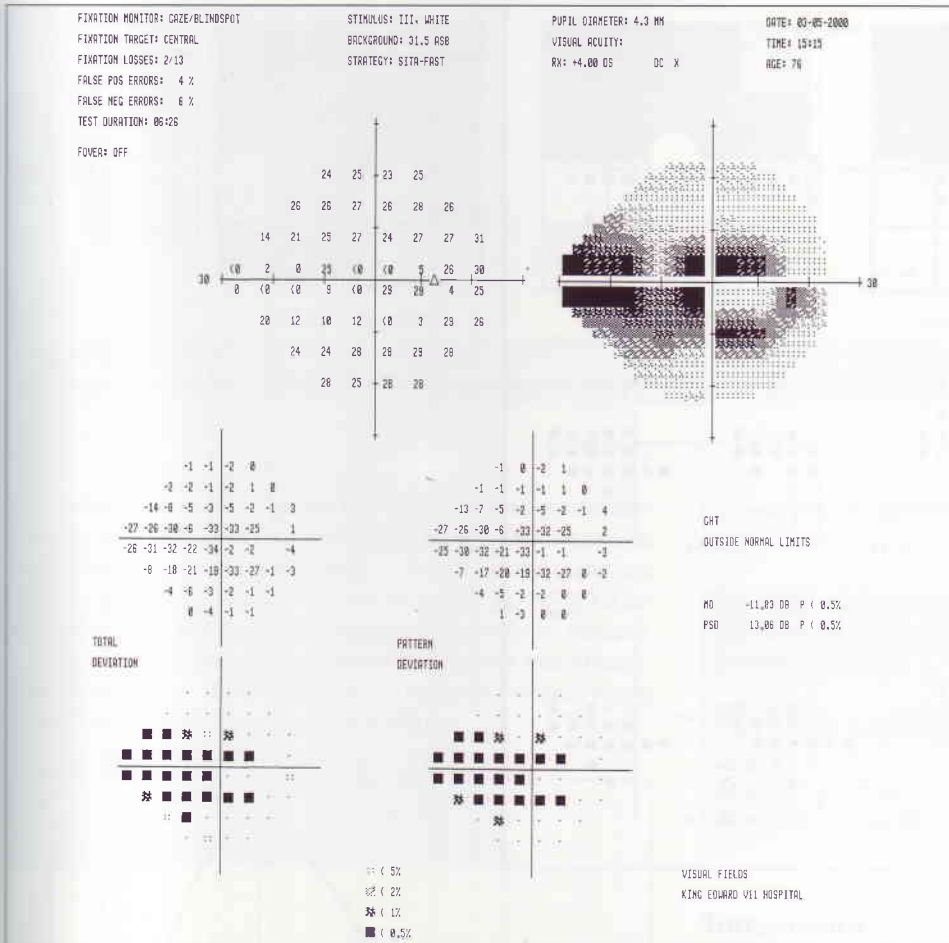 FIXATION MONITOR: GAZE/BLINDSPOT
FIXATION TARGET: CENTRAL
FIXATION LOSSES: 2/13
FALSE POS ERRORS: 4 %
FALSE NEG ERRORS: 6 %
TEST DURATION: 06:26
FOVEA: OFF
STIMULUS: III, WHITE
BACKGROUND: 31.5 ASB
STRATEGY: SITA-FAST
PUPIL DIAMETER: 4.3 MM
VISUAL ACUITY:
RX: +4.00 DS DC X
DATE: 03-05-2000
TIME: 15:15
AGE: 76
24 25 23 25
26 26 27 26 28 26
14 21 25 27 24 27 27 31
30 <0 2 0 25 <0 <0 5 26 30
0 <0 <0 9 <0 29 29 4 25
20 12 10 12 <0 3 29 26
24 24 28 28 29 28
28 25 28 28
30
-1 -1 -2 0
-2 -2 -1 -2 1 0
-14 -8 -5 -3 -5 -2 -1 3
-27 -26 -30 -6 -33 -33 -25 1
-26 -31 -32 -22 -34 -2 -2 -4
-8 -18 -21 -19 -33 -27 -1 -3
-4 -6 -3 -2 -1 -1
0 -4 -1 -1
TOTAL
DEVIATION
-1 0 -2 1
-1 -1 -1 -1 1 0
-13 -7 -5 -2 -5 -2 -1 4
-27 -26 -30 -6 -33 -32 -25 2
-25 -30 -32 -21 -33 -1 -1 -3
-7 -17 -20 -19 -32 -27 0 -2
-4 -5 -2 -2 0 0
1 -3 0 0
PATTERN
DEVIATION
GHT
OUTSIDE NORMAL LIMITS
MD -11.03 DB P < 0.5%
PSD 13.06 DB P < 0.5%
< 5%
< 2%
< 1%
< 0.5%
VISUAL FIELDS
KING EDWARD VII HOSPITAL